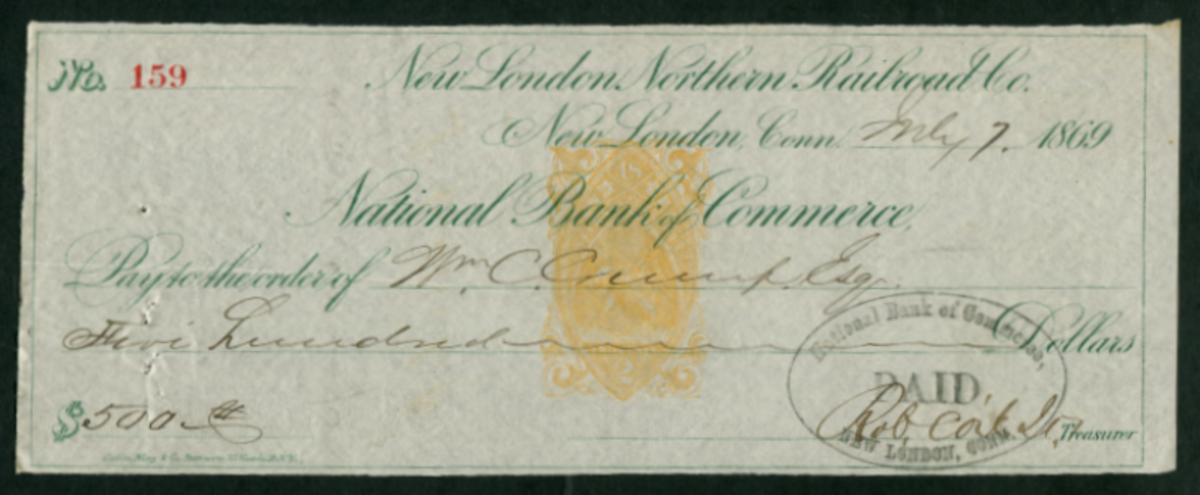 No. 159
New London Northern Railroad Co.
New London, Conn. July 7. 1869
National Bank of Commerce,
Pay to the order of Wm. C. Crump, Esq.
Five Hundred Dollars
National Bank of Commerce,
PAID
NEW LONDON, CONN.
$500
Rob. Coit Treasurer